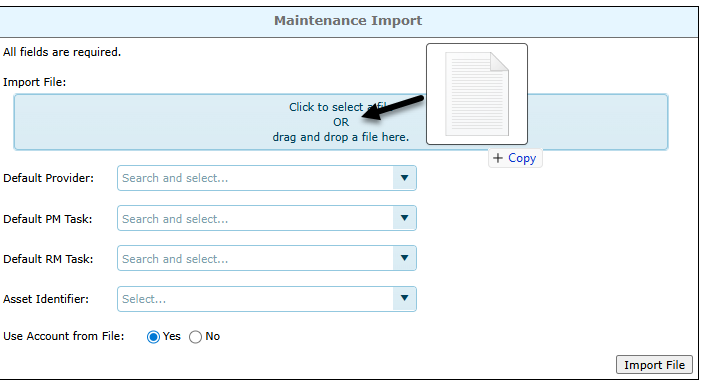 Maintenance Import
All fields are required.
Import File:
Click to select a fil
OR
drag and drop a file here.
+ Copy
Default Provider: Search and select...
Default PM Task: Search and select...
Default RM Task: Search and select...
Asset Identifier: Select...
Use Account from File: Yes No
Import File